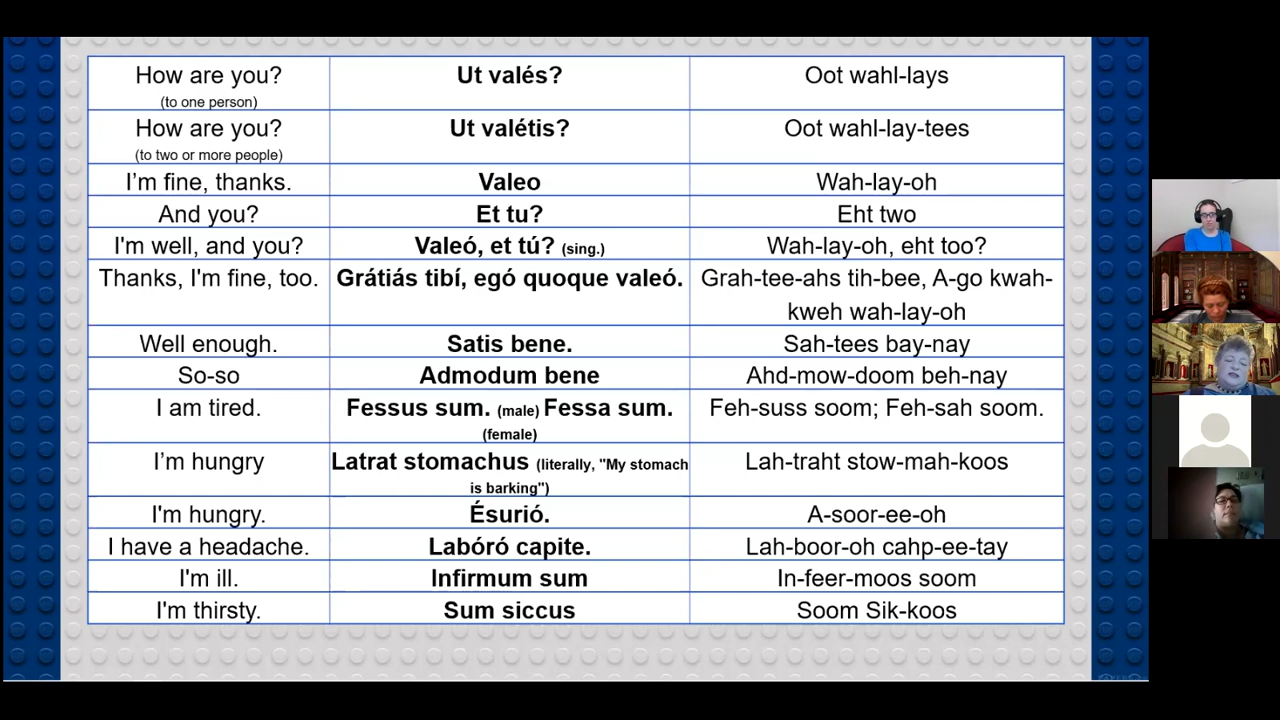 How are you? Ut valés? Oot wahl-lays
(to one person)
How are you? Ut valétis? Oot wahl-lay-tees
(to two or more people)
I’m fine, thanks. Valeo Wah-lay-oh
And you? Et tu? Eht two
I'm well, and you? Valeó, et tú? (sing.) Wah-lay-oh, eht too?
Thanks, I'm fine, too. Grátiás tibí, egó quoque valeó. Grah-tee-ahs tih-bee, A-go kwah-
kweh wah-lay-oh
Well enough. Satis bene. Sah-tees bay-nay
So-so Admodum bene Ahd-mow-doom beh-nay
I am tired. Fessus sum. (male) Fessa sum. Feh-suss soom; Feh-sah soom.
(female)
I’m hungry Latrat stomachus (literally, "My stomach Lah-traht stow-mah-koos
is barking")
I'm hungry. Ésurió. A-soor-ee-oh
I have a headache. Labóró capite. Lah-boor-oh cahp-ee-tay
I'm ill. Infirmum sum In-feer-moos soom
I'm thirsty. Sum siccus Soom Sik-koos